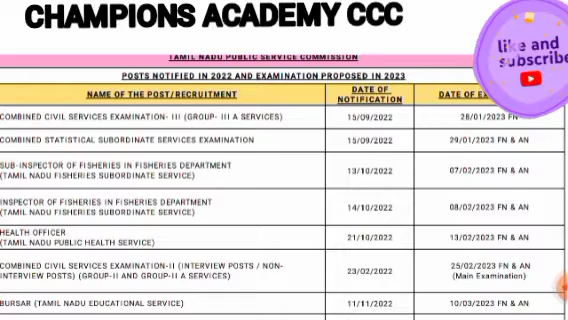 CHAMPIONS ACADEMY CCC
like and
subscribe
TAMIL NADU PUBLIC SERVICE COMMISSION
POSTS NOTIFIED IN 2022 AND EXAMINATION PROPOSED IN 2023
NAME OF THE POST/RECRUITMENT
DATE OF
NOTIFICATION
DATE OF
COMBINED CIVIL SERVICES EXAMINATION- III (GROUP- III A SERVICES)
15/09/2022
28/01/2023 FN
COMBINED STATISTICAL SUBORDINATE SERVICES EXAMINATION
15/09/2022
29/01/2023 FN & AN
SUB-INSPECTOR OF FISHERIES IN FISHERIES DEPARTMENT
(TAMIL NADU FISHERIES SUBORDINATE SERVICE)
13/10/2022
07/02/2023 FN & AN
INSPECTOR OF FISHERIES IN FISHERIES DEPARTMENT
(TAMIL NADU FISHERIES SUBORDINATE SERVICE)
14/10/2022
08/02/2023 FN & AN
HEALTH OFFICER
(TAMIL NADU PUBLIC HEALTH SERVICE)
21/10/2022
13/02/2023 FN & AN
COMBINED CIVIL SERVICES EXAMINATION-II (INTERVIEW POSTS / NON-
INTERVIEW POSTS) (GROUP-II AND GROUP-II A SERVICES)
23/02/2022
25/02/2023 FN & AN
(Main Examination)
BURSAR (TAMIL NADU EDUCATIONAL SERVICE)
11/11/2022
10/03/2023 FN & AN